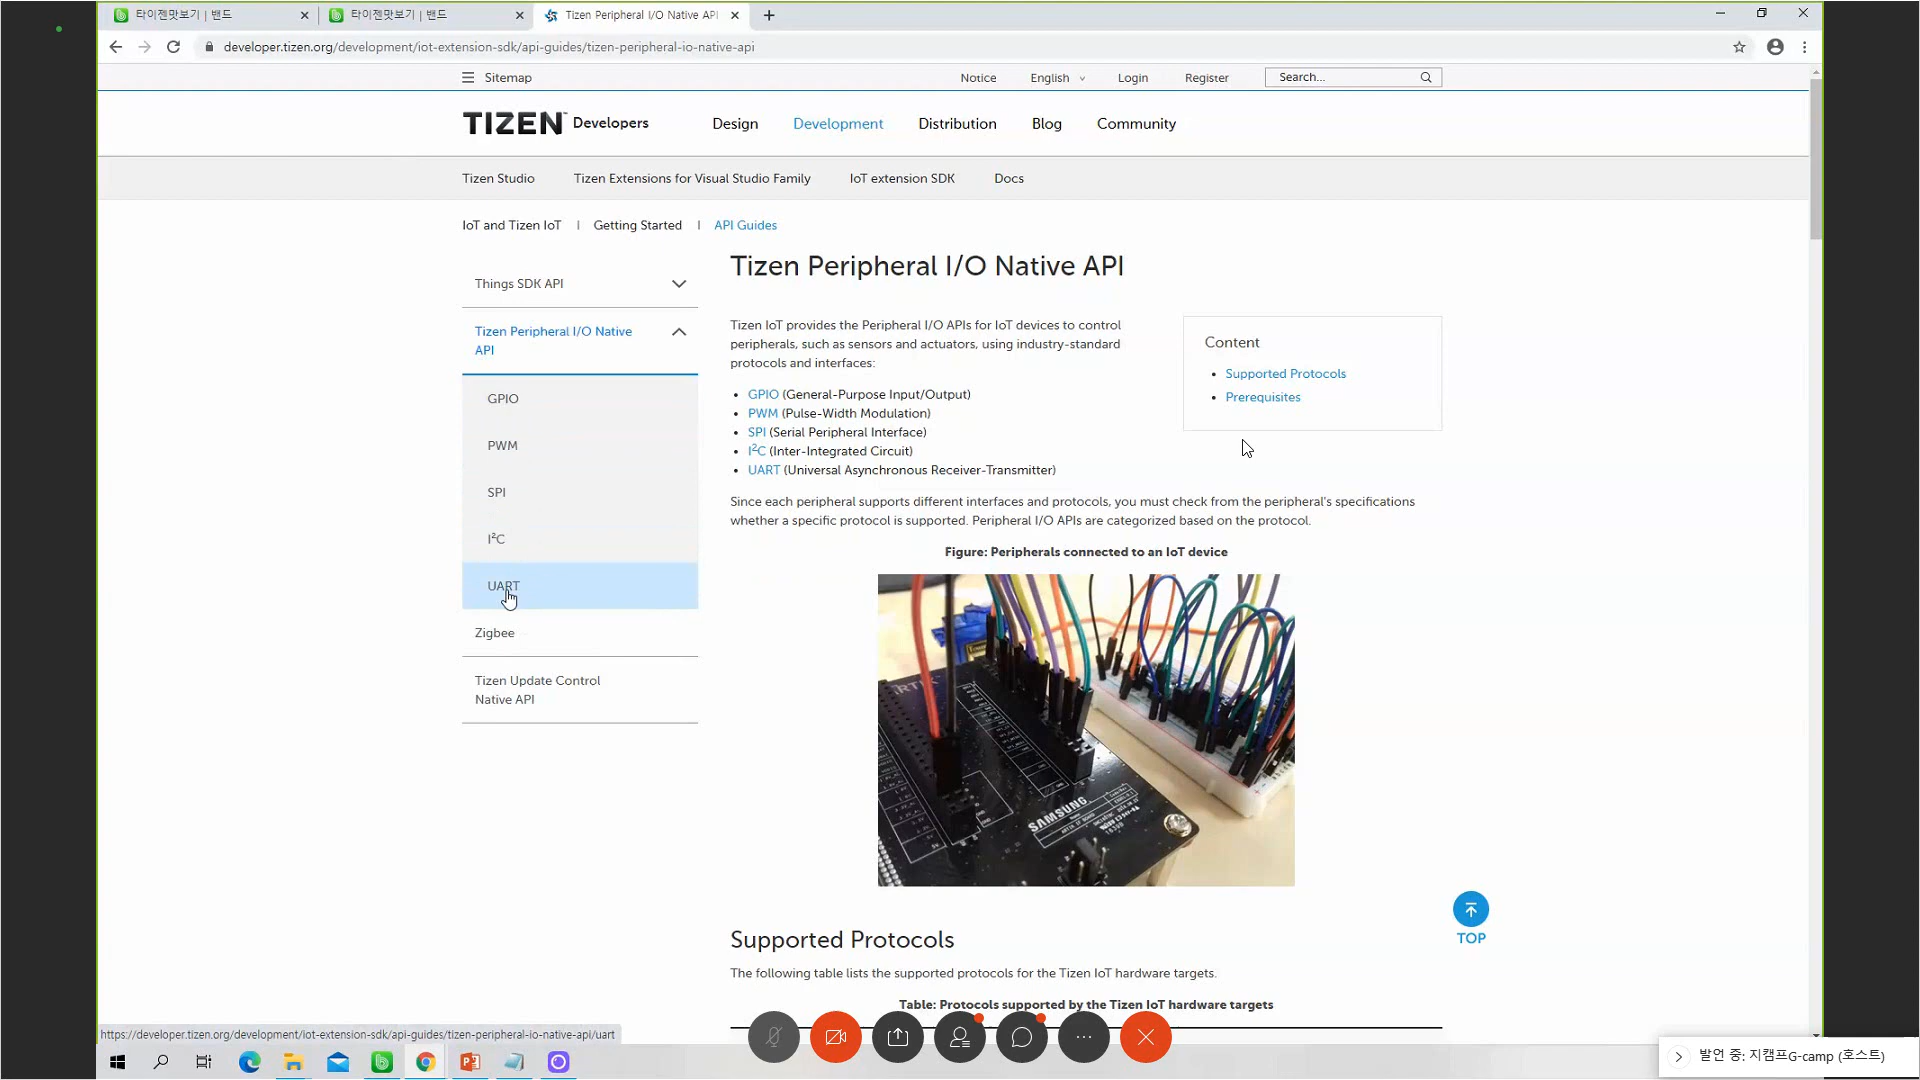 타이젠맛보기 | 밴드
타이젠맛보기 | 밴드
Tizen Peripheral I/O Native API
developer.tizen.org/development/iot-extension-sdk/api-guides/tizen-peripheral-io-native-api
Sitemap
Notice
English
Login
Register
Search...
TIZEN™ Developers
Design
Development
Distribution
Blog
Community
Tizen Studio
Tizen Extensions for Visual Studio Family
IoT extension SDK
Docs
IoT and Tizen IoT | Getting Started | API Guides
Things SDK API
Tizen Peripheral I/O Native
API
GPIO
PWM
SPI
I²C
UART
Zigbee
Tizen Update Control
Native API
Tizen Peripheral I/O Native API
Tizen IoT provides the Peripheral I/O APIs for IoT devices to control
peripherals, such as sensors and actuators, using industry-standard
protocols and interfaces:
• GPIO (General-Purpose Input/Output)
• PWM (Pulse-Width Modulation)
• SPI (Serial Peripheral Interface)
• I²C (Inter-Integrated Circuit)
• UART (Universal Asynchronous Receiver-Transmitter)
Content
• Supported Protocols
• Prerequisites
Since each peripheral supports different interfaces and protocols, you must check from the peripheral's specifications
whether a specific protocol is supported. Peripheral I/O APIs are categorized based on the protocol.
Figure: Peripherals connected to an IoT device
SAMSUNG
TOP
Supported Protocols
The following table lists the supported protocols for the Tizen IoT hardware targets.
Table: Protocols supported by the Tizen IoT hardware targets
https://developer.tizen.org/development/iot-extension-sdk/api-guides/tizen-peripheral-io-native-api/uart
발언 중: 지캠프G-camp (호스트)